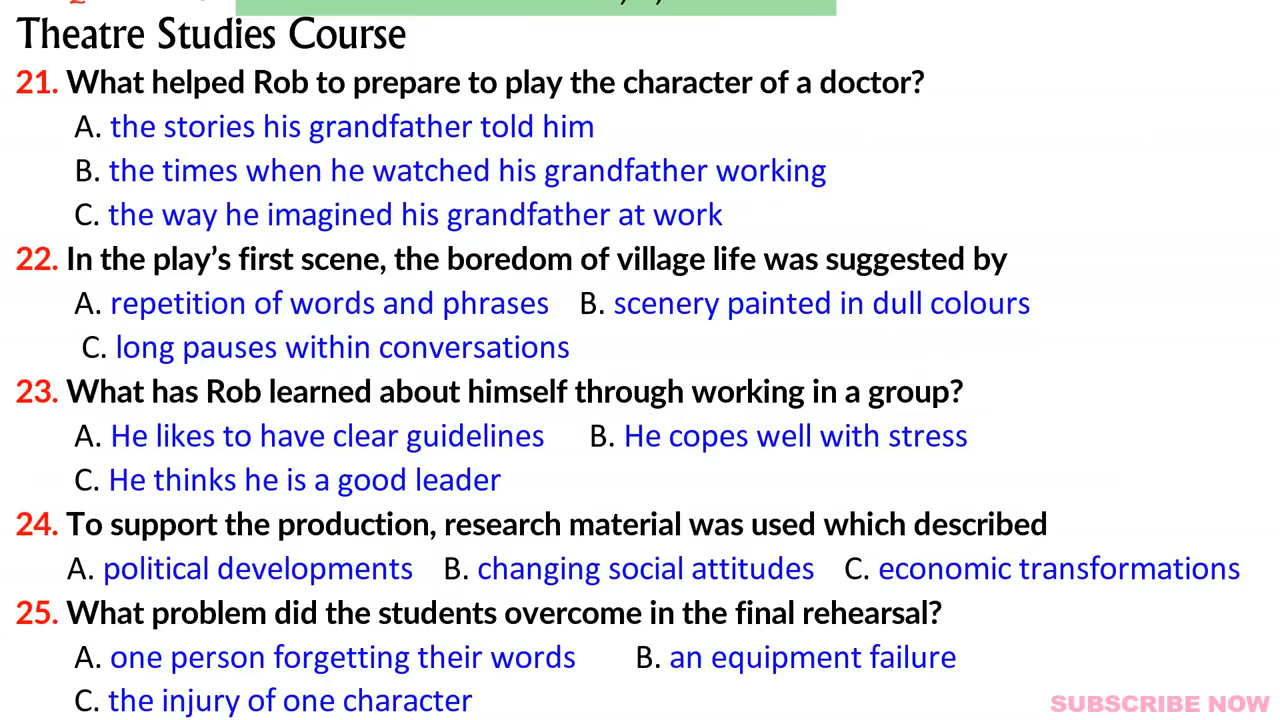 Theatre Studies Course
21. What helped Rob to prepare to play the character of a doctor?
A. the stories his grandfather told him
B. the times when he watched his grandfather working
C. the way he imagined his grandfather at work
22. In the play's first scene, the boredom of village life was suggested by
A. repetition of words and phrases B. scenery painted in dull colours
C. long pauses within conversations
23. What has Rob learned about himself through working in a group?
A. He likes to have clear guidelines B. He copes well with stress
C. He thinks he is a good leader
24. To support the production, research material was used which described
A. political developments B. changing social attitudes C. economic transformations
25. What problem did the students overcome in the final rehearsal?
A. one person forgetting their words B. an equipment failure
C. the injury of one character
SUBSCRIBE NOW